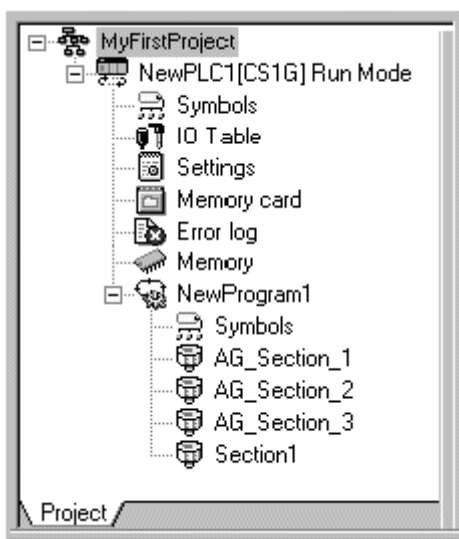 MyFirstProject
NewPLC1[CS1G] Run Mode
Symbols
IO Table
Settings
Memory card
Error log
Memory
NewProgram1
Symbols
AG_Section_1
AG_Section_2
AG_Section_3
Section1
Project